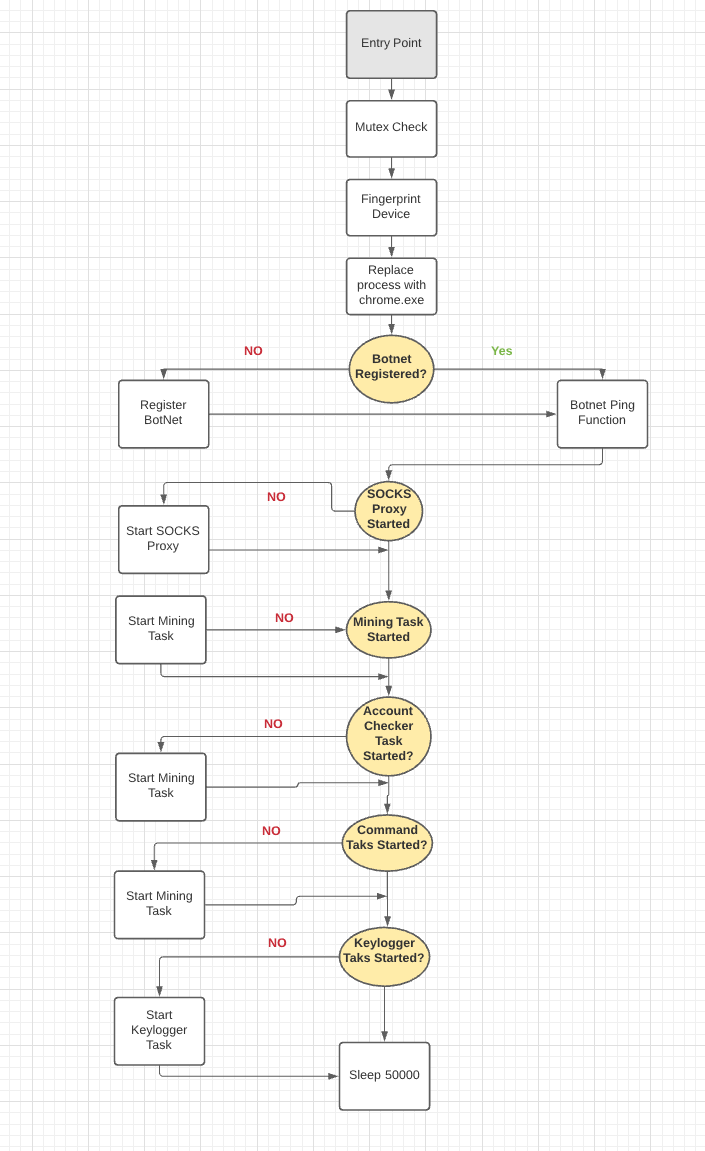 Entry Point
Mutex Check
Fingerprint
Device
Replace
process with
chrome.exe
Botnet
Registered?
NO
Yes
Register
BotNet
Botnet Ping
Function
SOCKS
Proxy
Started
NO
Start SOCKS
Proxy
Start Mining
Task
NO
Mining Task
Started
Account
Checker
Task
Started?
NO
Start Mining
Task
Command
Taks Started?
NO
Start Mining
Task
Keylogger
Taks Started?
NO
Start
Keylogger
Task
Sleep 50000